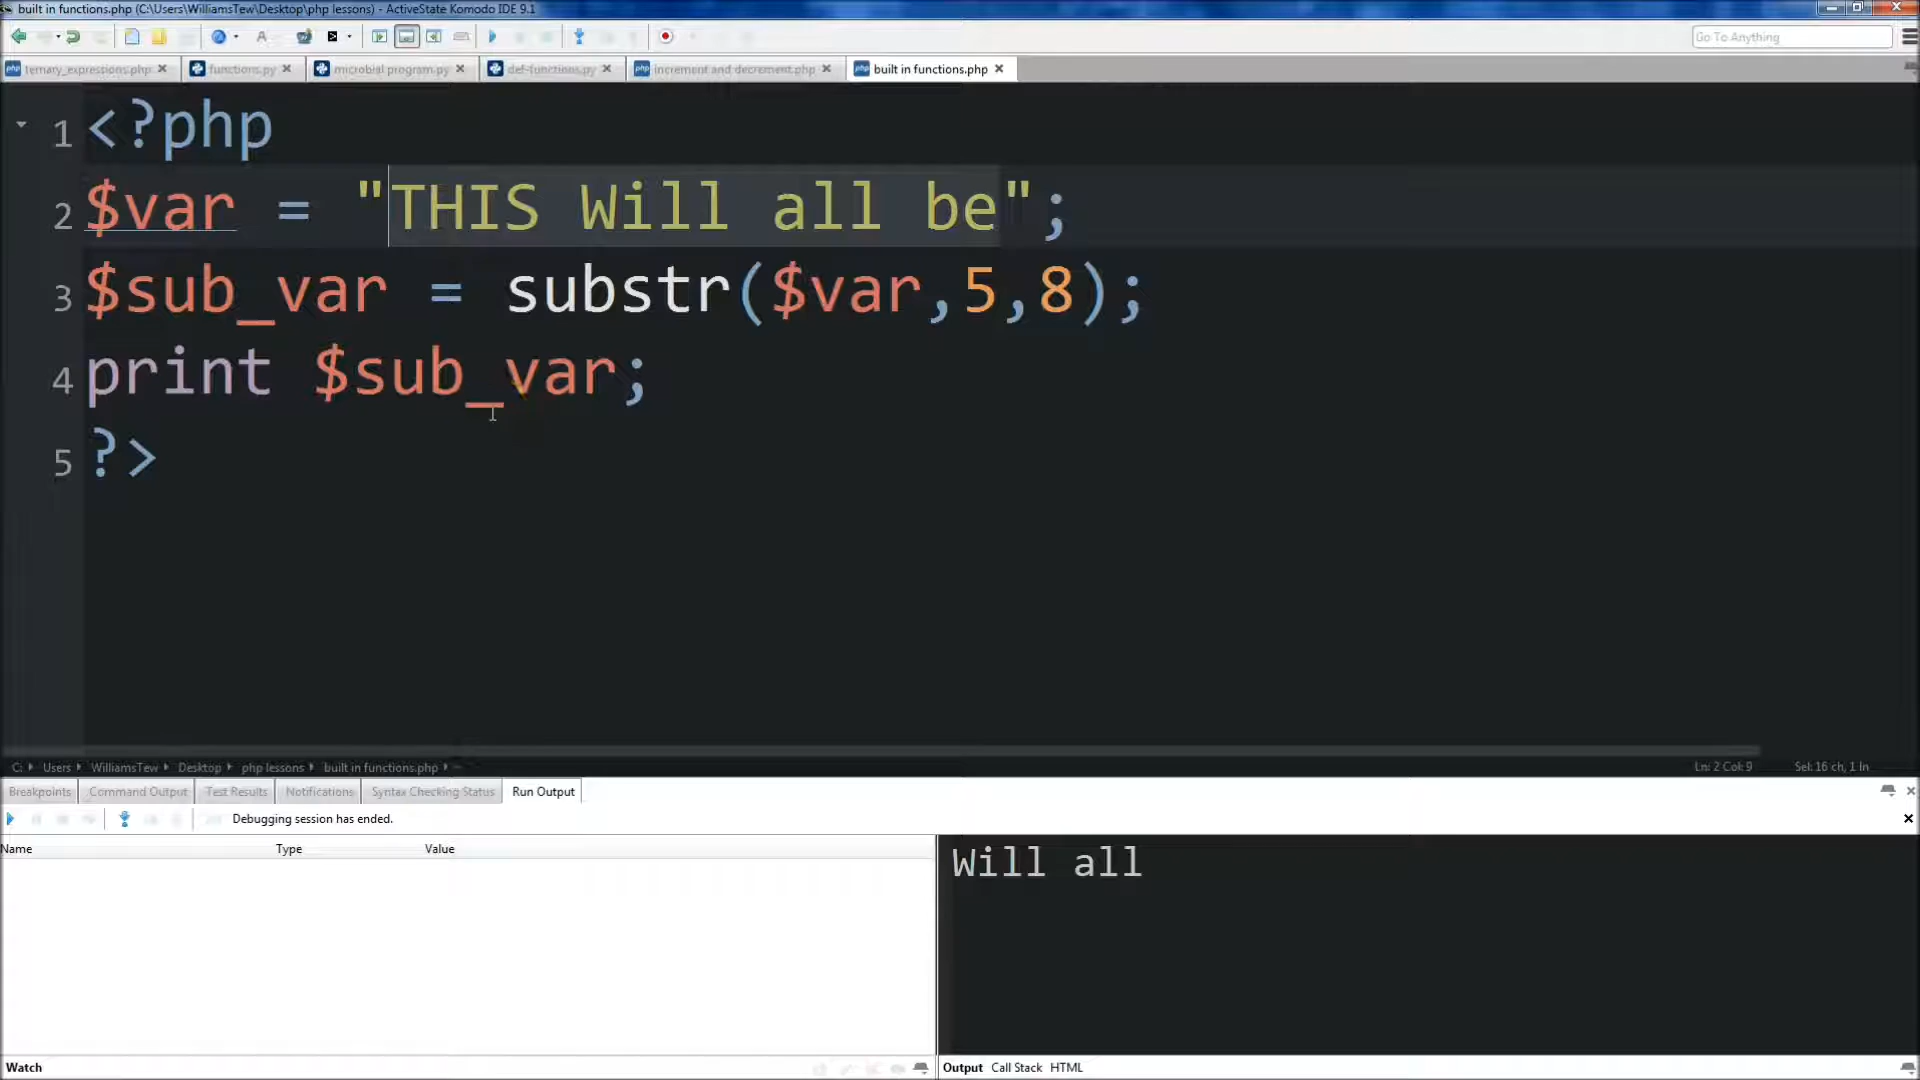 built in functions.php (C:\Users\WilliamsTew\Desktop\php lessons) - ActiveState Komodo IDE 9.1
Go To Anything
ternary_expressions.php functions.py microbial program.py def-functions.py increment and decrement.php built in functions.php
1 <?php
2 $var = "THIS Will all be";
3 $sub_var = substr($var,5,8);
4 print $sub_var;
5 ?>
C: Users WilliamsTew Desktop php lessons built in functions.php Ln: 2 Col: 9 Sel: 16 ch, 1 ln
Breakpoints Command Output Test Results Notifications Syntax Checking Status Run Output
Debugging session has ended.
Name Type Value
Will all
Watch
Output Call Stack HTML